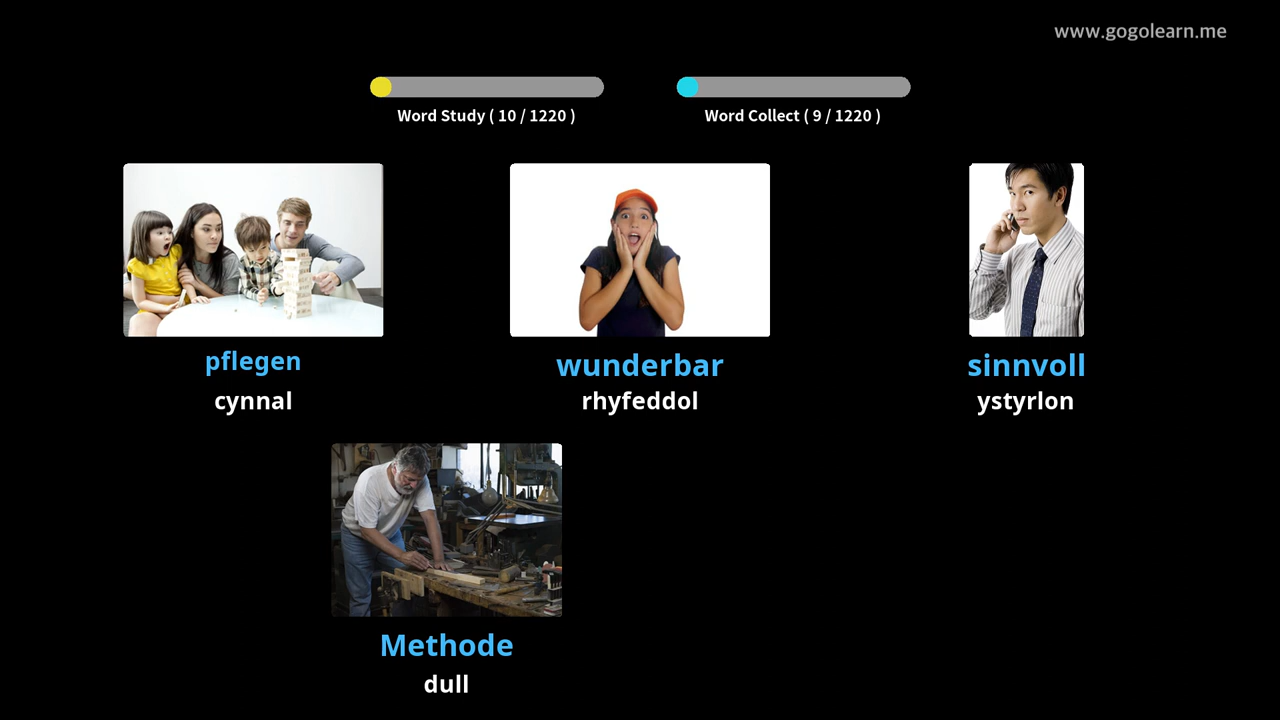 www.gogolearn.me
Word Study ( 10 / 1220 )
Word Collect ( 9 / 1220 )
pflegen
cynnal
wunderbar
rhyfeddol
sinnvoll
ystyrlon
Methode
dull